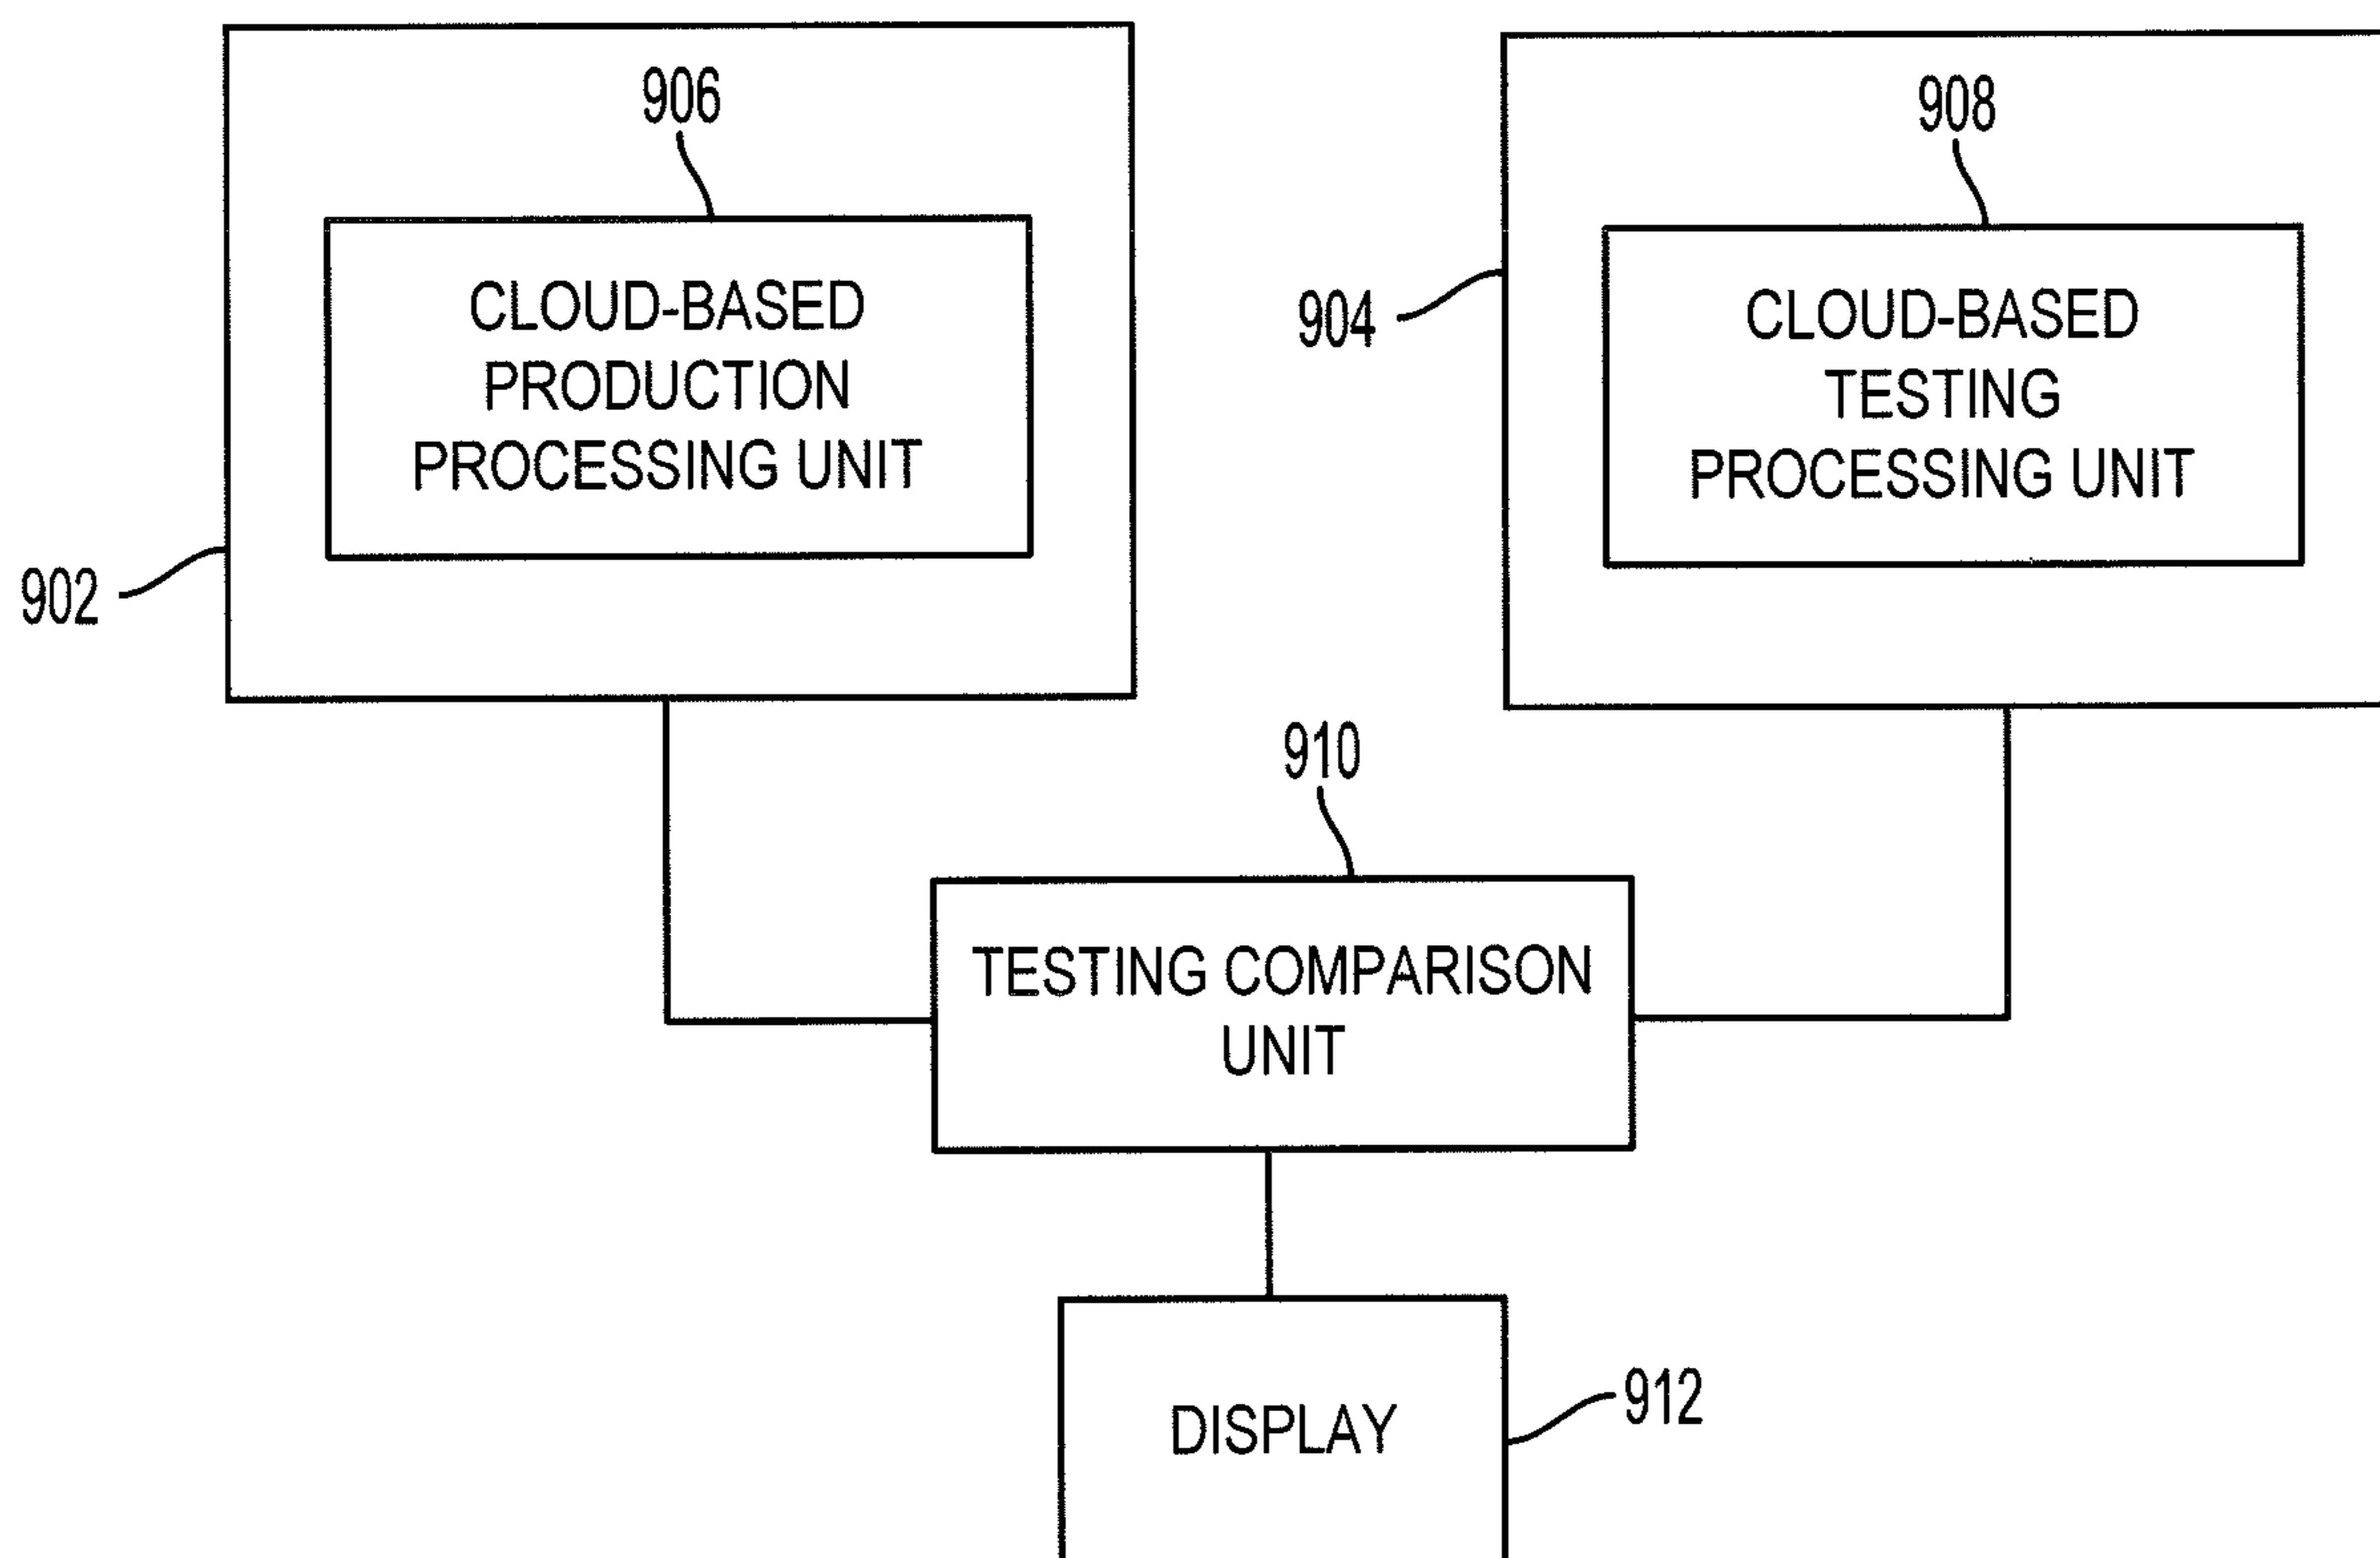 906
CLOUD-BASED
PRODUCTION
PROCESSING UNIT
902
908
CLOUD-BASED
TESTING
PROCESSING UNIT
904
910
TESTING COMPARISON
UNIT
DISPLAY
912